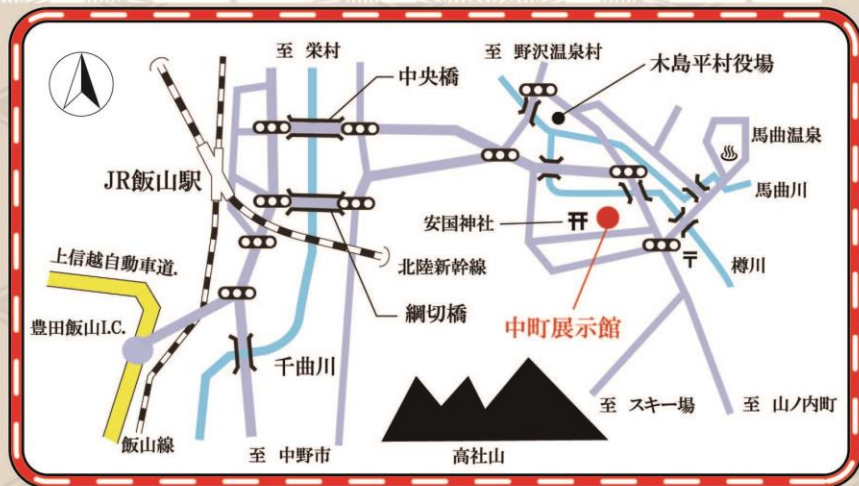 至 栄村
至 野沢温泉村
中央橋
木島平村役場
馬曲温泉
JR飯山駅
馬曲川
安国神社
上信越自動車道.
北陸新幹線
樽川
豊田飯山I.C.
綱切橋
中町展示館
千曲川
至 スキー場
至 山ノ内町
飯山線
至 中野市
高社山